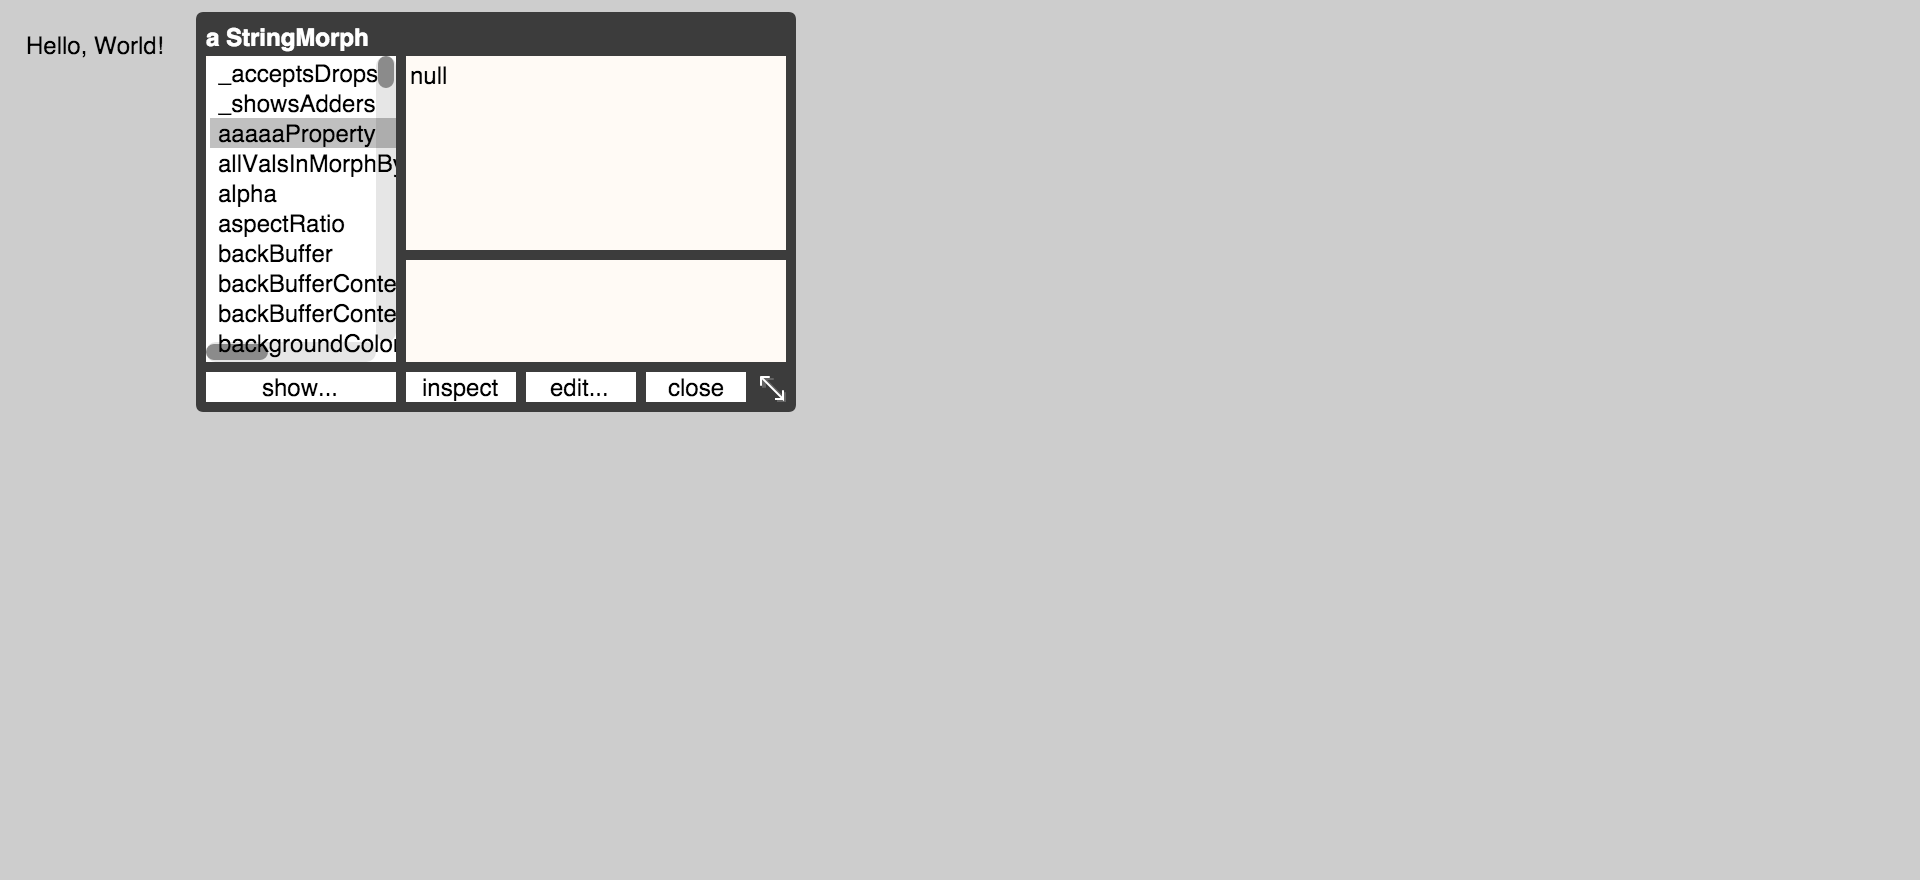 Hello, World!
a StringMorph
_acceptsDrops
_showsAdders
aaaaaProperty
allValsInMorphBy
alpha
aspectRatio
backBuffer
backBufferConte
backBufferConte
backgroundColor
null
show...
inspect
edit...
close